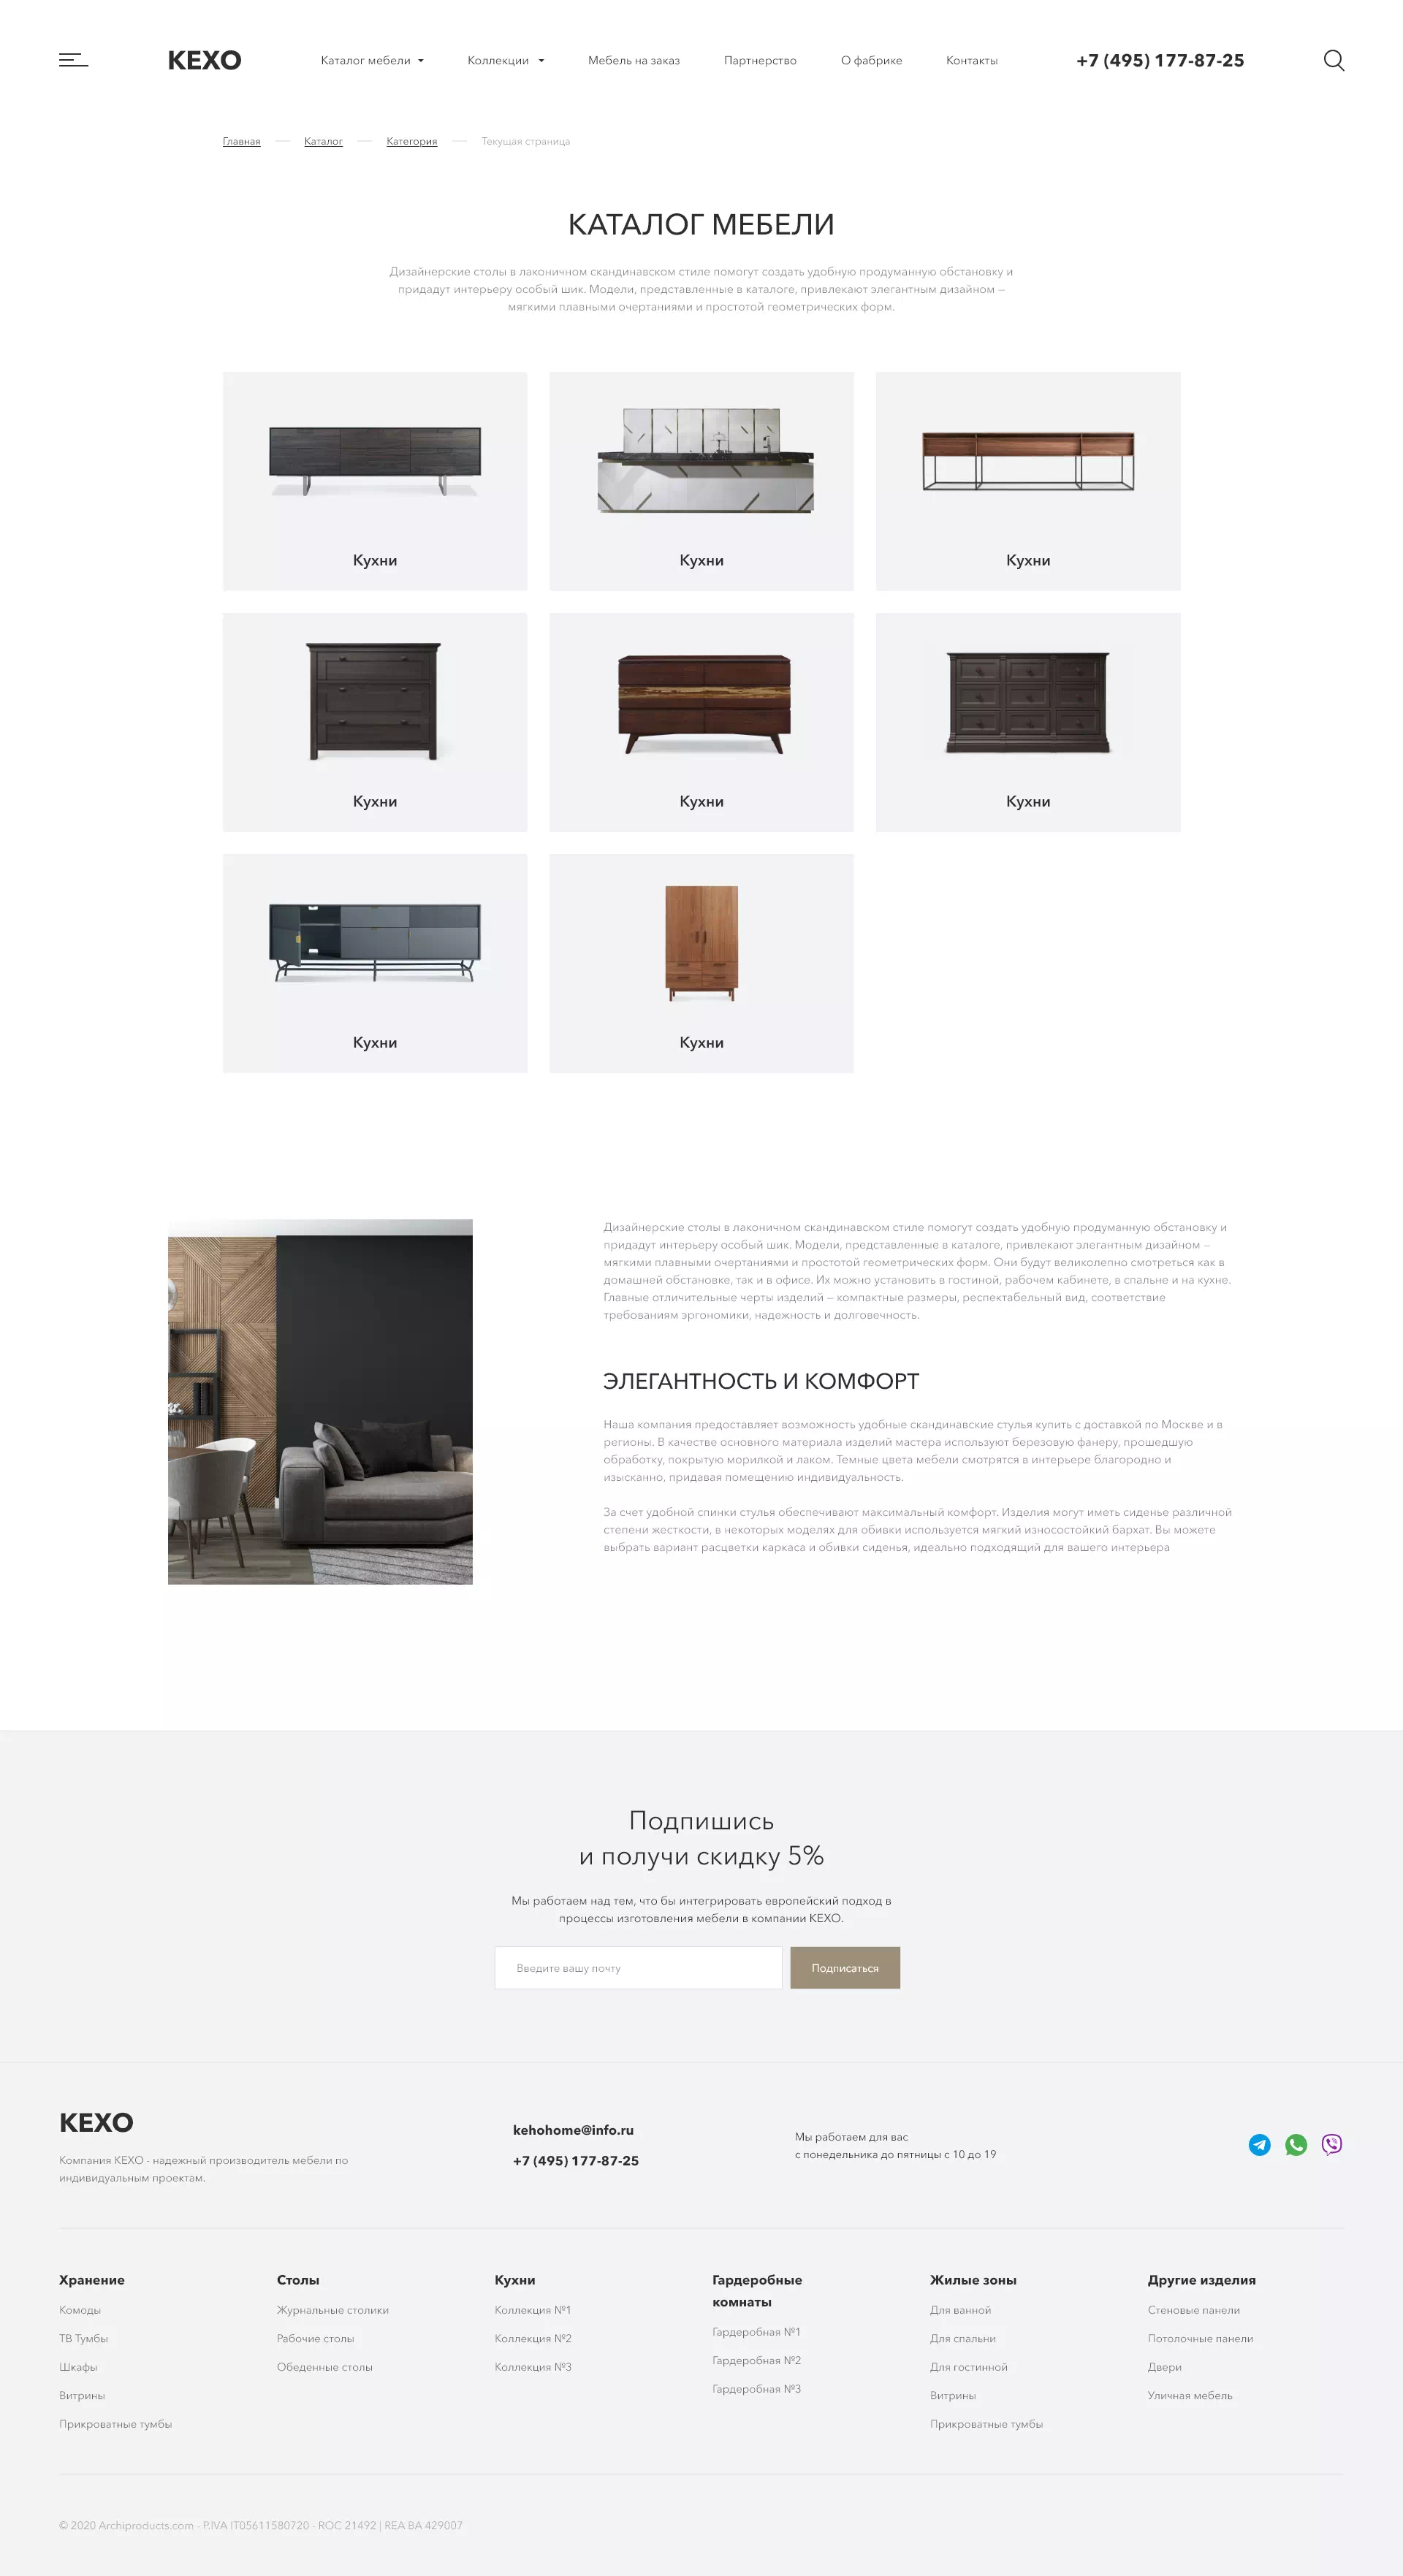 KEXO
Каталог мебели
Коллекции
Мебель на заказ
Партнерство
О фабрике
Контакты
+7 (495) 177-87-25
Главная
Каталог
Категория
Текущая страница
КАТАЛОГ МЕБЕЛИ
Дизайнерские столы в лаконичном скандинавском стиле помогут создать удобную продуманную обстановку и
придадут интерьеру особый шик. Модели, представленные в каталоге, привлекают элегантным дизайном –
мягкими плавными очертаниями и простотой геометрических форм.
Кухни
Кухни
Кухни
Кухни
Кухни
Кухни
Кухни
Кухни
Дизайнерские столы в лаконичном скандинавском стиле помогут создать удобную продуманную обстановку и
придадут интерьеру особый шик. Модели, представленные в каталоге, привлекают элегантным дизайном –
мягкими плавными очертаниями и простотой геометрических форм. Они будут великолепно смотреться как в
домашней обстановке, так и в офисе. Их можно установить в гостиной, рабочем кабинете, в спальне и на кухне.
Главные отличительные черты изделий – компактные размеры, респектабельный вид, соответствие
требованиям эргономики, надежность и долговечность.
ЭЛЕГАНТНОСТЬ И КОМФОРТ
Наша компания предоставляет возможность удобные скандинавские стулья купить с доставкой по Москве и в
регионы. В качестве основного материала изделий мастера используют березовую фанеру, прошедшую
обработку, покрытую морилкой и лаком. Темные цвета мебели смотрятся в интерьере благородно и
изысканно, придавая помещению индивидуальность.
За счет удобной спинки стулья обеспечивают максимальный комфорт. Изделия могут иметь сиденье различной
степени жесткости, в некоторых моделях для обивки используется мягкий износостойкий бархат. Вы можете
выбрать вариант расцветки каркаса и обивки сиденья, идеально подходящий для вашего интерьера
Подпишись
и получи скидку 5%
Мы работаем над тем, что бы интегрировать европейский подход в
процессы изготовления мебели в компании KEXO.
Введите вашу почту
Подписаться
KEXO
Компания KEXO - надежный производитель мебели по
индивидуальным проектам.
kehohome@info.ru
+7 (495) 177-87-25
Мы работаем для вас
с понедельника до пятницы с 10 до 19
Хранение
Комоды
ТВ Тумбы
Шкафы
Витрины
Прикроватные тумбы
Столы
Журнальные столики
Рабочие столы
Обеденные столы
Кухни
Коллекция №1
Коллекция №2
Коллекция №3
Гардеробные
комнаты
Гардеробная №1
Гардеробная №2
Гардеробная №3
Жилые зоны
Для ванной
Для спальни
Для гостинной
Витрины
Прикроватные тумбы
Другие изделия
Стеновые панели
Потолочные панели
Двери
Уличная мебель
© 2020 Archiproducts.com - P.IVA IT05611580720 - ROC 21492 | REA BA 429007